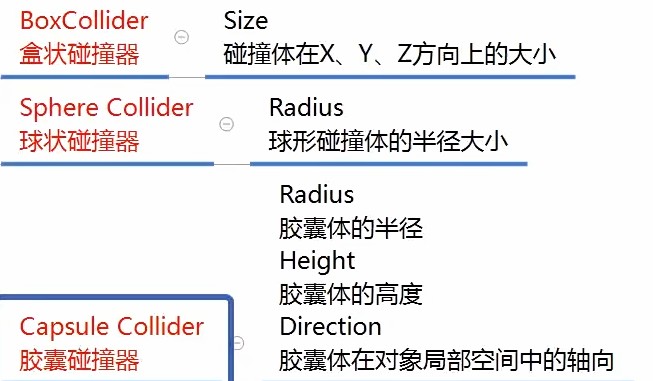 BoxCollider
盒状碰撞器
Size
碰撞体在X、Y、Z方向上的大小
Sphere Collider
球状碰撞器
Radius
球形碰撞体的半径大小
Capsule Collider
胶囊碰撞器
Radius
胶囊体的半径
Height
胶囊体的高度
Direction
胶囊体在对象局部空间中的轴向